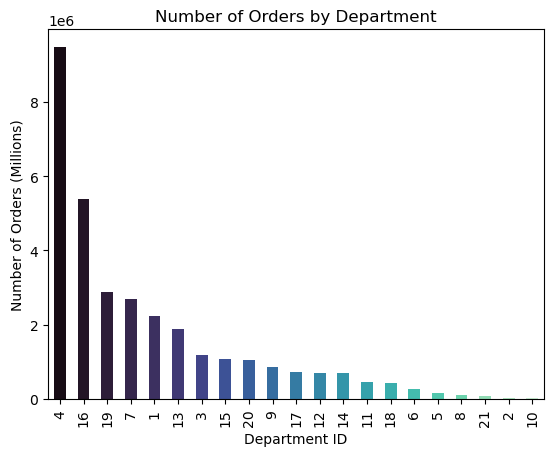 Number of Orders by Department
1e6
Number of Orders (Millions)
8
6
4
2
0
4 16 19 7 1 13 3 15 20 9 17 12 14 11 18 6 5 8 21 2 10
Department ID